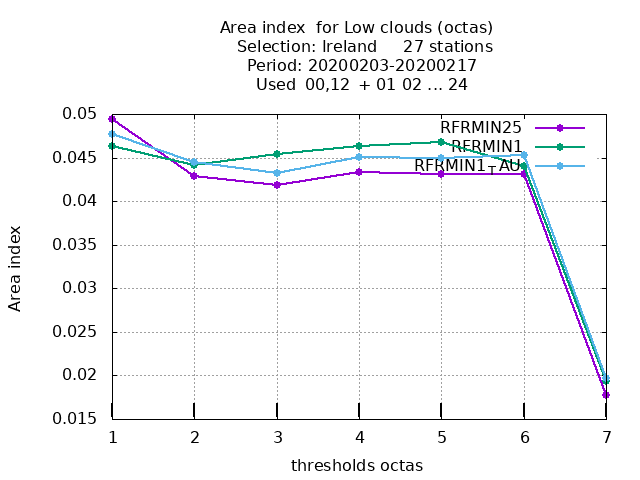 Area index  for Low clouds (octas)
Selection: Ireland     27 stations
Period: 20200203-20200217
Used  00,12  + 01 02 ... 24
0.05
0.045
0.04
0.035
0.03
0.025
0.02
0.015
Area index
RFRMIN25
RFRMIN1
RFRMIN1TAU
1 2 3 4 5 6 7
thresholds octas